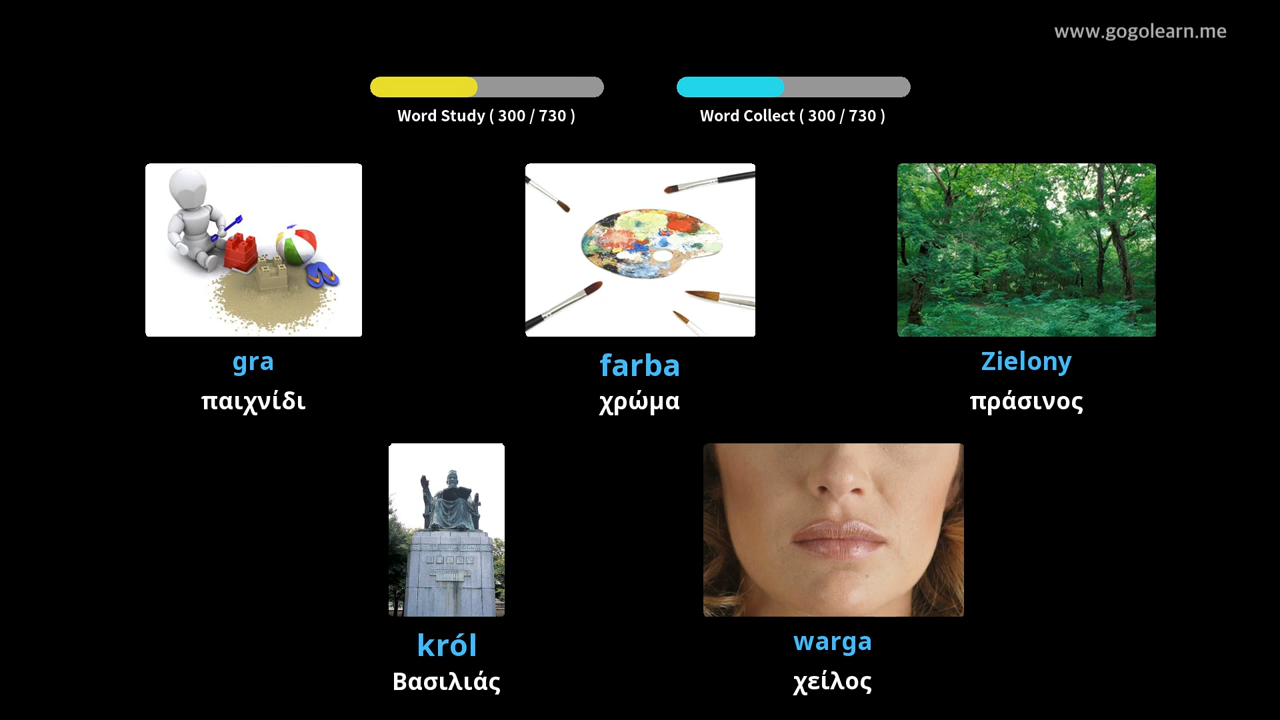 www.gogolearn.me
Word Study ( 300 / 730 )
Word Collect ( 300 / 730 )
gra
παιχνίδι
farba
χρώμα
Zielony
πράσινος
król
Βασιλιάς
warga
χείλος